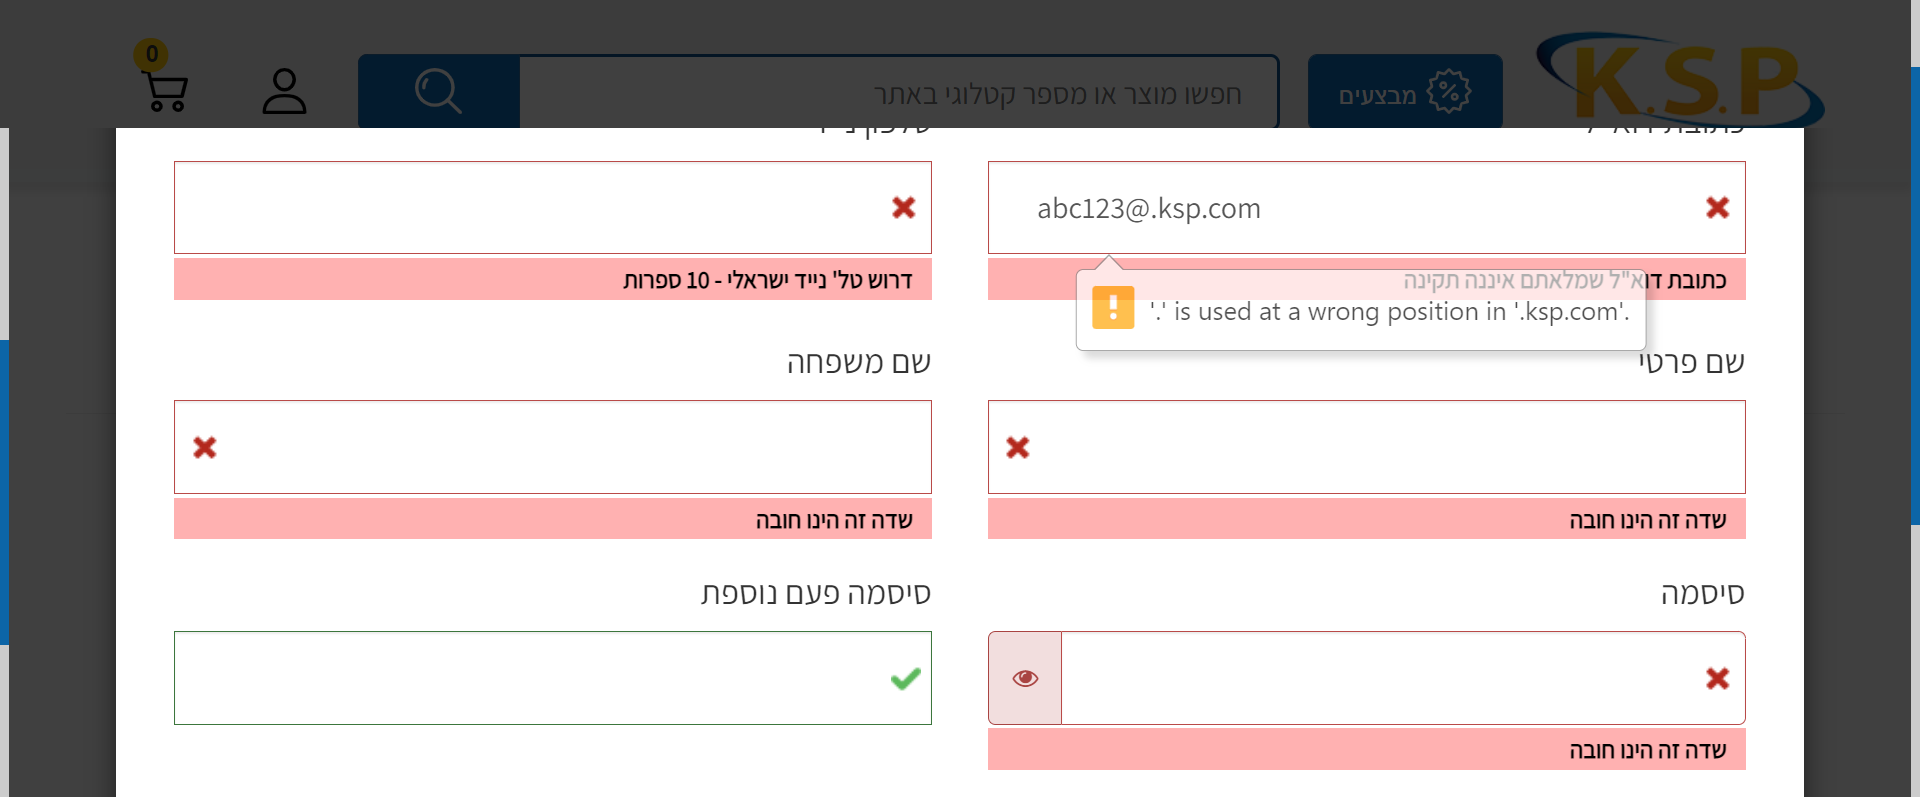 K.S.P
מבצעים
חפשו מוצר או מספר קטלוגי באתר
0
abc123@.ksp.com
כתובת דוא"ל שמלאתם איננה תקינה
'.' is used at a wrong position in '.ksp.com'.
דרוש טל' נייד ישראלי - 10 ספרות
שם פרטי
שדה זה הינו חובה
שם משפחה
שדה זה הינו חובה
סיסמה
שדה זה הינו חובה
סיסמה פעם נוספת